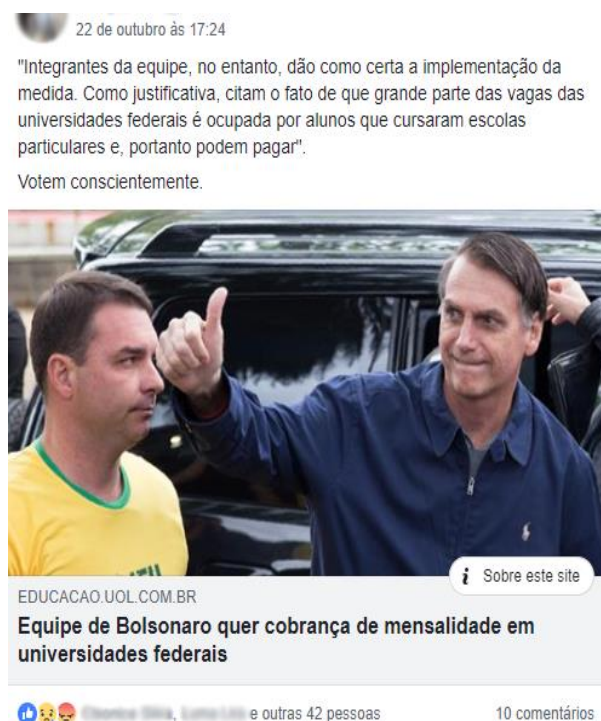 22 de outubro às 17:24
"Integrantes da equipe, no entanto, dão como certa a implementação da
medida. Como justificativa, citam o fato de que grande parte das vagas das
universidades federais é ocupada por alunos que cursaram escolas
particulares e, portanto podem pagar".
Votem conscientemente.
i Sobre este site
EDUCACAO.UOL.COM.BR
Equipe de Bolsonaro quer cobrança de mensalidade em
universidades federais
e outras 42 pessoas
10 comentários